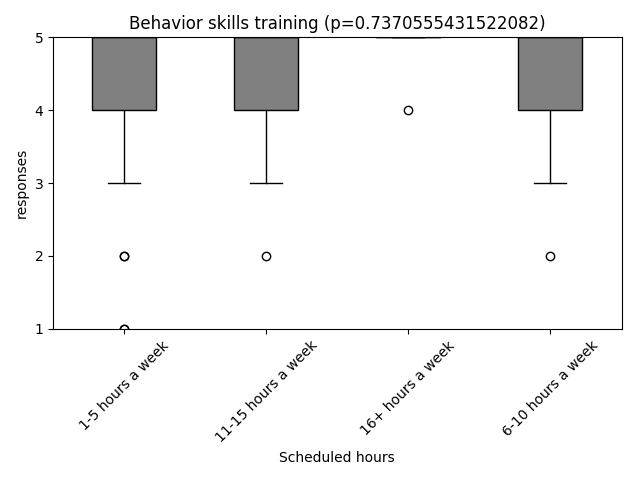 Behavior skills training (p=0.7370555431522082)
5
4
3
2
1
responses
1-5 hours a week
11-15 hours a week
16+ hours a week
6-10 hours a week
Scheduled hours